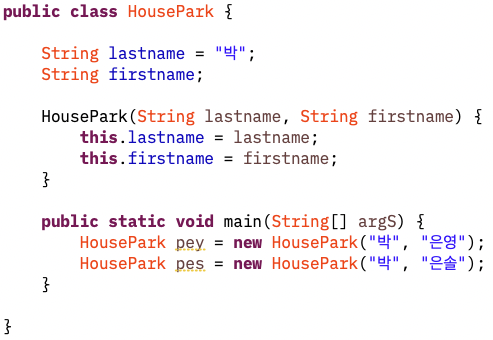 public class HousePark {
String lastname = "박";
String firstname;
HousePark(String lastname, String firstname) {
this.lastname = lastname;
this.firstname = firstname;
}
public static void main(String[] argS) {
HousePark pey = new HousePark("박", "은영");
HousePark pes = new HousePark("박", "은솔");
}
}